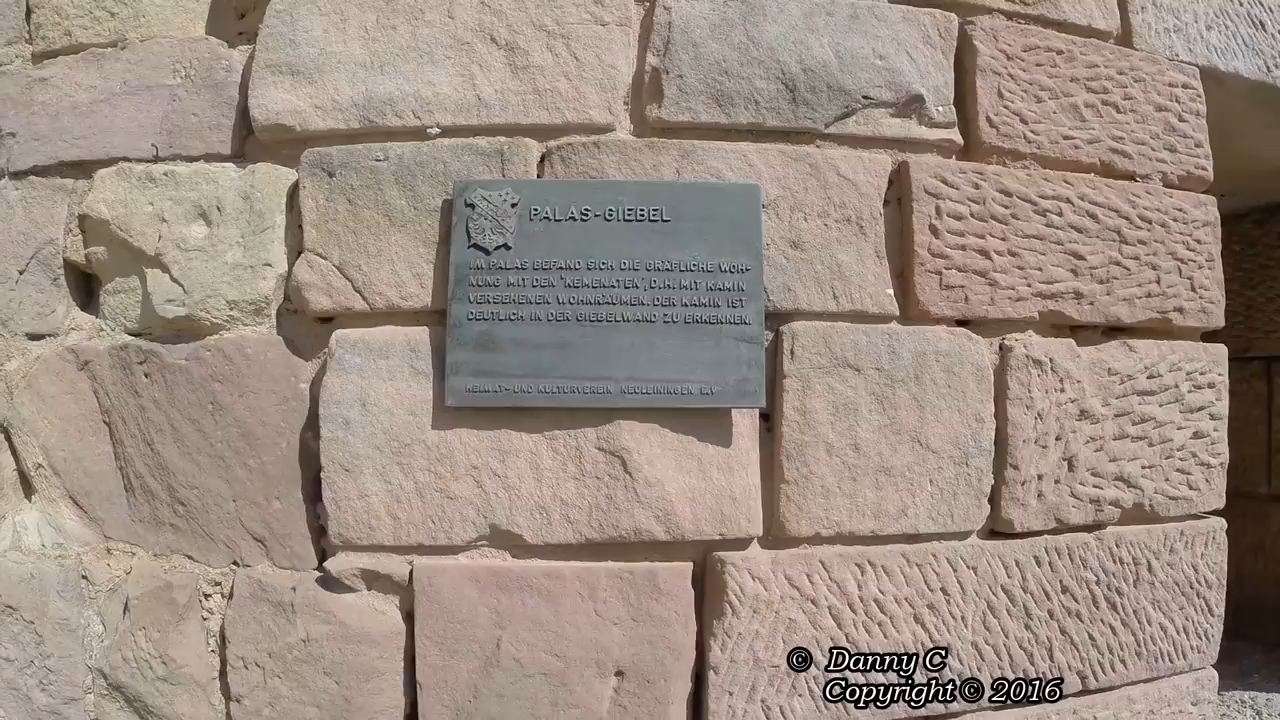 PALAS-GIEBEL
IM PALAS BEFAND SICH DIE GRÄFLICHE WOH-
NUNG MIT DEN "KEMENATEN", D.H. MIT KAMIN
VERSEHENEN WOHNRÄUMEN. DER KAMIN IST
DEUTLICH IN DER GIEBELWAND ZU ERKENNEN.
HEIMAT- UND KULTURVEREIN NEULEININGEN E.V.
© Danny C
Copyright © 2016